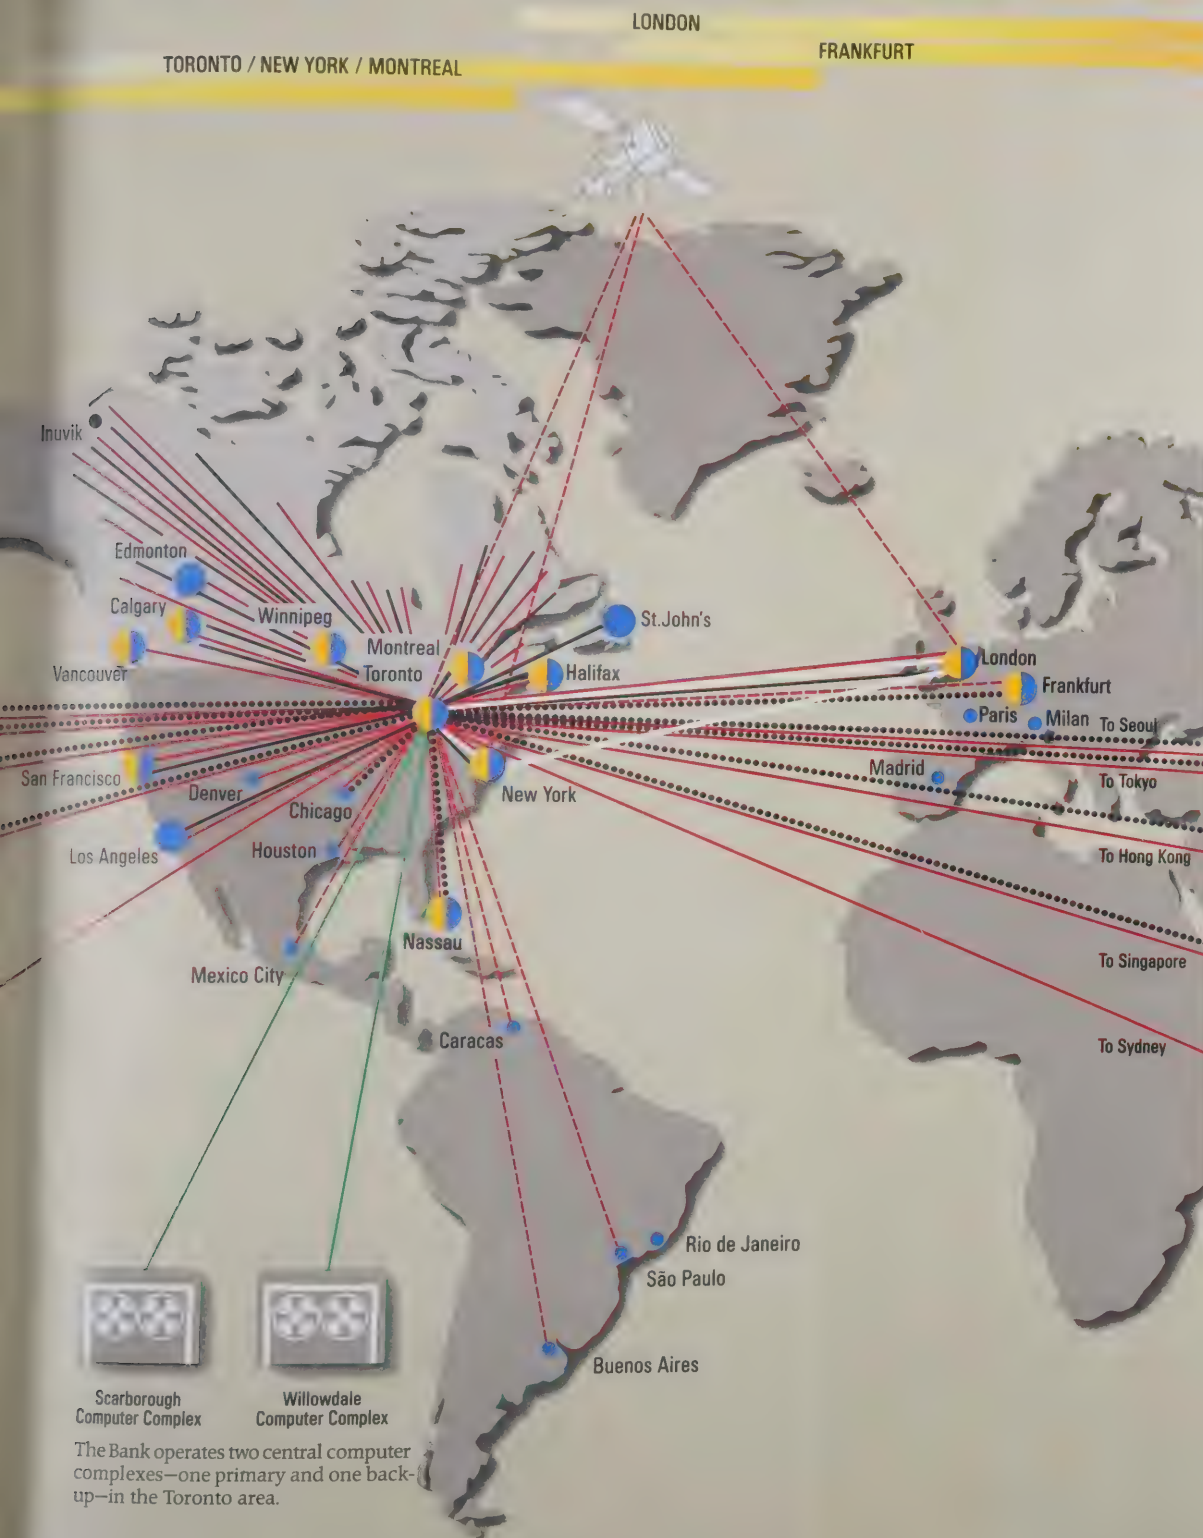 LONDON
FRANKFURT
TORONTO / NEW YORK / MONTREAL
Inuvik
Edmonton
Calgary
Winnipeg
Vancouver
Montreal
Toronto
St.John's
Halifax
London
Frankfurt
Paris
Milan
To Seoul
San Francisco
Denver
Chicago
New York
Madrid
To Tokyo
Los Angeles
Houston
To Hong Kong
Nassau
Mexico City
To Singapore
Caracas
To Sydney
Rio de Janeiro
São Paulo
Buenos Aires
Scarborough
Computer Complex
Willowdale
Computer Complex
The Bank operates two central computer
complexes—one primary and one back-
up—in the Toronto area.